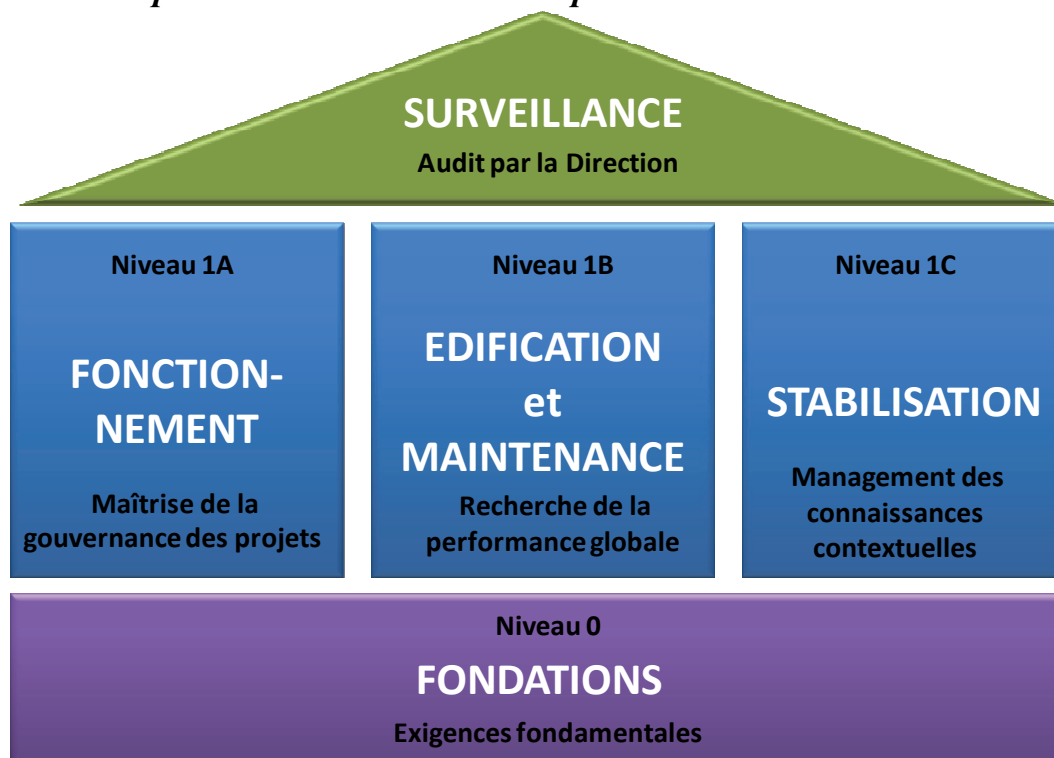 SURVEILLANCE
Audit par la Direction
Niveau 1A
FONCTION-
NEMENT
Maîtrise de la
gouvernance des projets
Niveau 1B
EDIFICATION
et
MAINTENANCE
Recherche de la
performance globale
Niveau 1C
STABILISATION
Management des
connaissances
contextuelles
Niveau 0
FONDATIONS
Exigences fondamentales